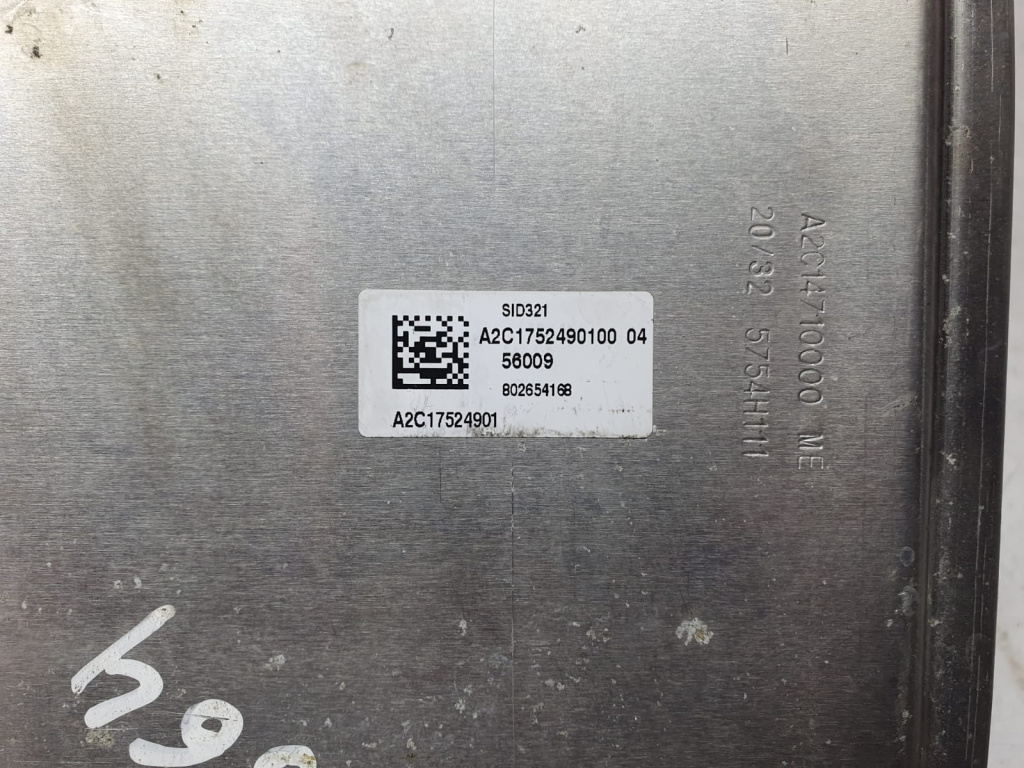 SID321
A2C1752490100 04
56009
802654168
A2C17524901
A2C14710000 ME
20/32 5754H111